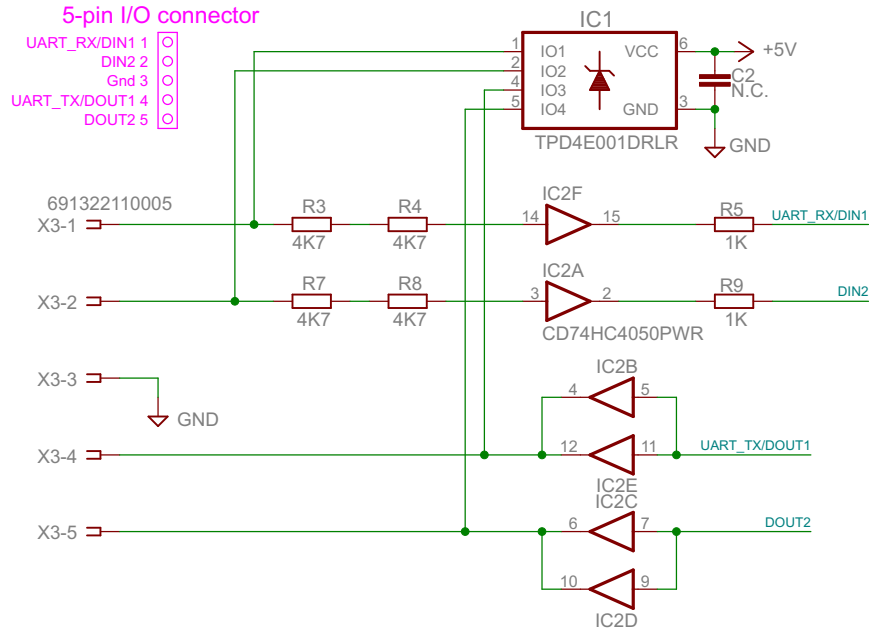 5-pin I/O connector
UART_RX/DIN1 1
DIN2 2
Gnd 3
UART_TX/DOUT1 4
DOUT2 5
IC1
1 IO1 VCC 6 +5V
2 IO2
4 IO3
5 IO4 GND 3
C2
N.C.
TPD4E001DRLR
GND
691322110005
X3-1
R3
4K7
R4
4K7
IC2F
14 15
R5
1K
UART_RX/DIN1
X3-2
R7
4K7
R8
4K7
IC2A
3 2
CD74HC4050PWR
R9
1K
DIN2
X3-3
GND
IC2B
4 5
X3-4
12 11
UART_TX/DOUT1
IC2E
IC2C
X3-5
6 7
DOUT2
10 9
IC2D